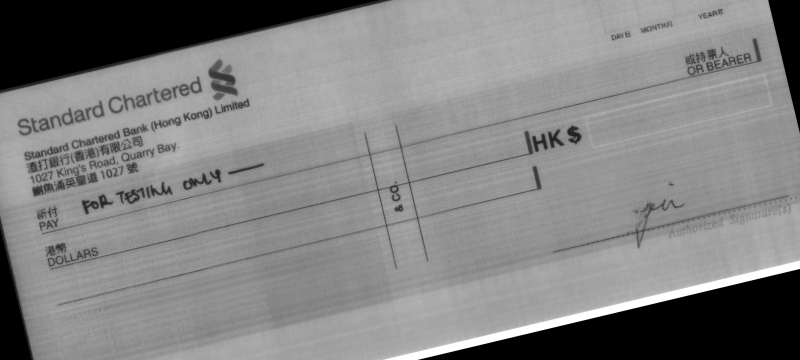 DAY日 MONTH月 YEAR年
Standard Chartered
或持票人
OR BEARER
Standard Chartered Bank (Hong Kong) Limited
渣打銀行(香港)有限公司
1027 King's Road, Quarry Bay.
鰂魚涌英皇道 1027 號
祈付
PAY FOR TESTING ONLY
HK$
& CO.
港幣
DOLLARS
Authorized Signature(s)